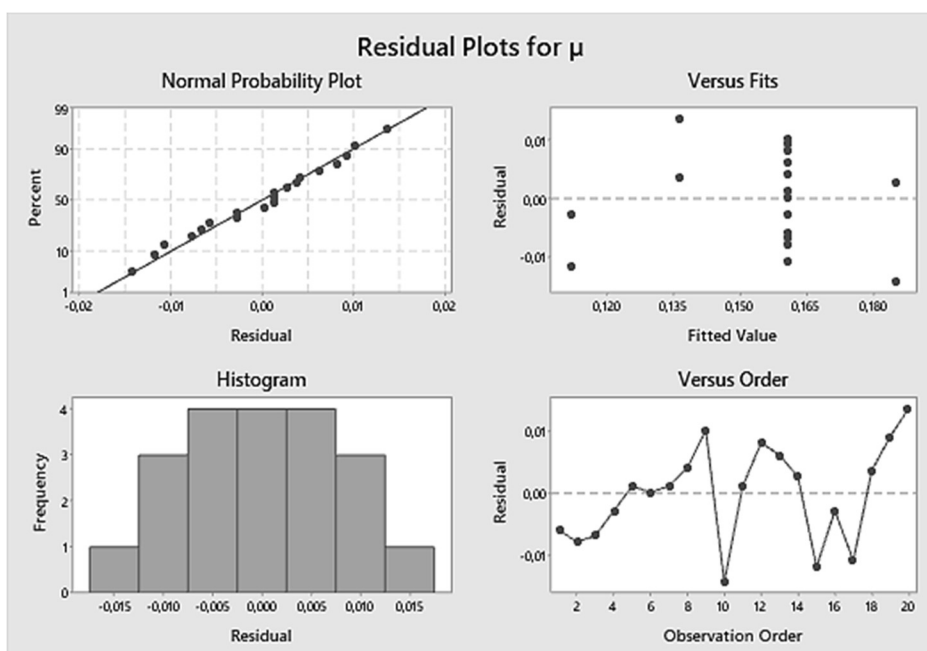 Residual Plots for μ
Normal Probability Plot
99
90
50
10
1
Percent
-0,02 -0,01 0,00 0,01 0,02
Residual
Versus Fits
0,01
0,00
-0,01
Residual
0,120 0,135 0,150 0,165 0,180
Fitted Value
Histogram
4
3
2
1
0
Frequency
-0,015 -0,010 -0,005 0,000 0,005 0,010 0,015
Residual
Versus Order
0,01
0,00
-0,01
Residual
2 4 6 8 10 12 14 16 18 20
Observation Order